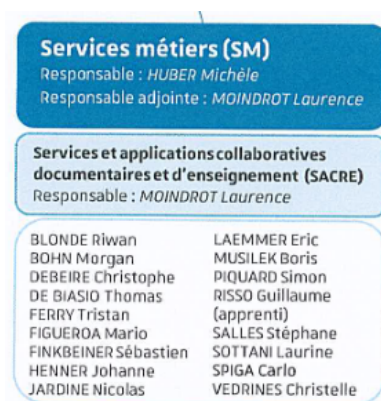 Services métiers (SM)
Responsable : HUBER Michèle
Responsable adjointe : MOINDROT Laurence
Services et applications collaboratives
documentaires et d'enseignement (SACRE)
Responsable : MOINDROT Laurence
BLONDE Riwan
BOHN Morgan
DEBEIRE Christophe
DE BIASIO Thomas
FERRY Tristan
FIGUEROA Mario
FINKBEINER Sébastien
HENNER Johanne
JARDINE Nicolas
LAEMMER Eric
MUSILEK Boris
PIQUARD Simon
RISSO Guillaume
(apprenti)
SALLES Stéphane
SOTTANI Laurine
SPIGA Carlo
VEDRINES Christelle